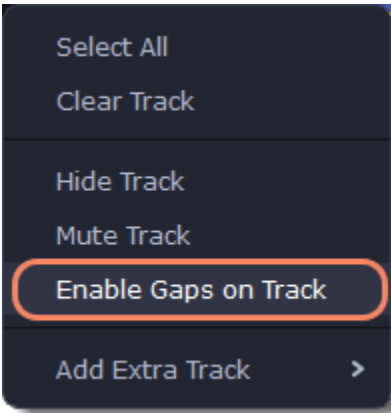 Select All
Clear Track
Hide Track
Mute Track
Enable Gaps on Track
Add Extra Track >